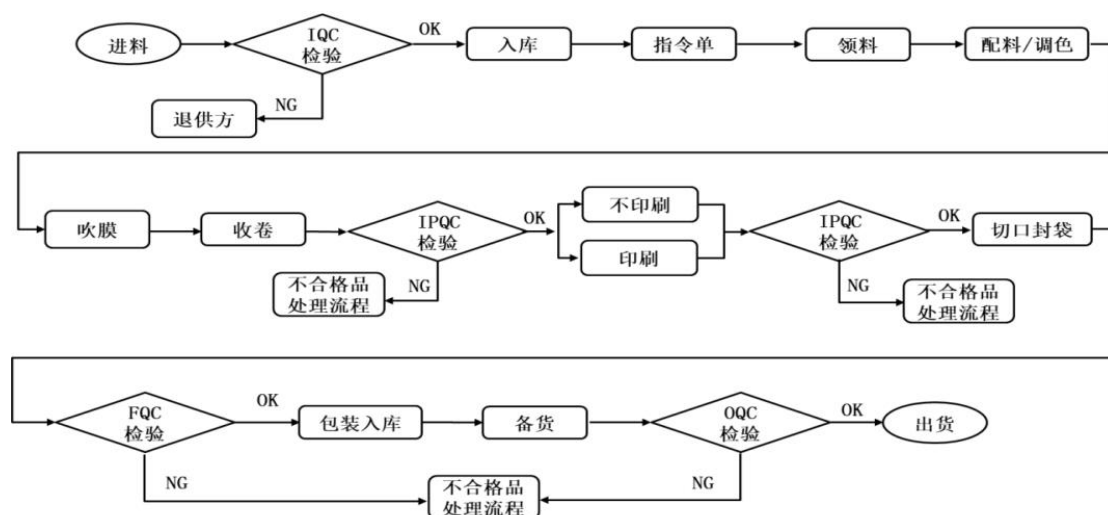 进料
IQC
检验
OK
入库
指令单
领料
配料/调色
NG
退供方
吹膜
收卷
IPQC
检验
OK
不印刷
印刷
IPQC
检验
OK
切口封袋
NG
不合格品
处理流程
NG
不合格品
处理流程
FQC
检验
OK
包装入库
备货
OQC
检验
OK
出货
NG
不合格品
处理流程
NG